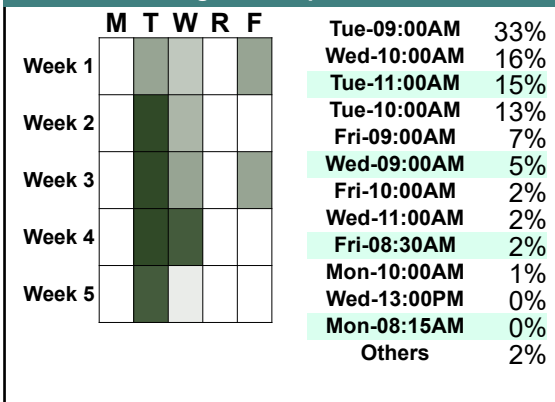 M T W R F
Week 1
Week 2
Week 3
Week 4
Week 5
Tue-09:00AM 33%
Wed-10:00AM 16%
Tue-11:00AM 15%
Tue-10:00AM 13%
Fri-09:00AM 7%
Wed-09:00AM 5%
Fri-10:00AM 2%
Wed-11:00AM 2%
Fri-08:30AM 2%
Mon-10:00AM 1%
Wed-13:00PM 0%
Mon-08:15AM 0%
Others 2%